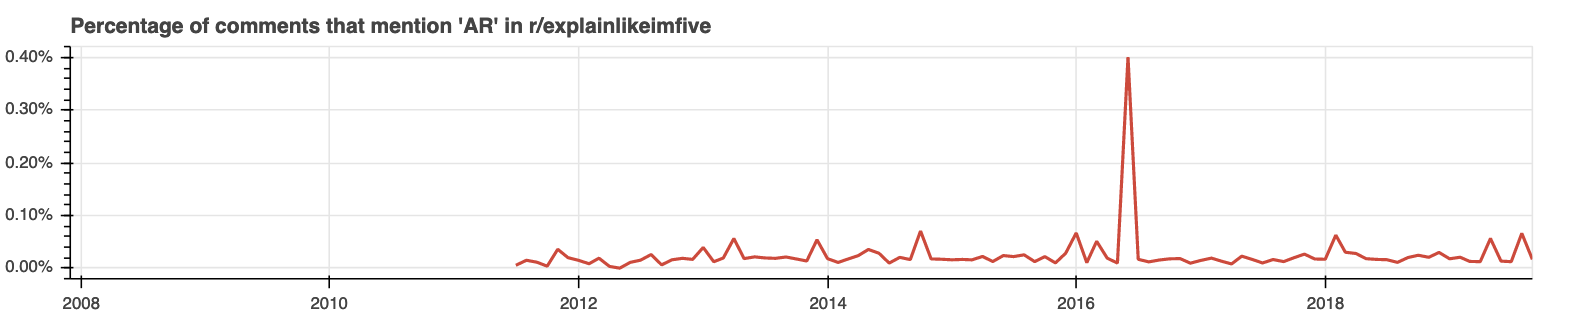 Percentage of comments that mention 'AR' in r/explainlikeimfive
0.40%
0.30%
0.20%
0.10%
0.00%
2008 2010 2012 2014 2016 2018